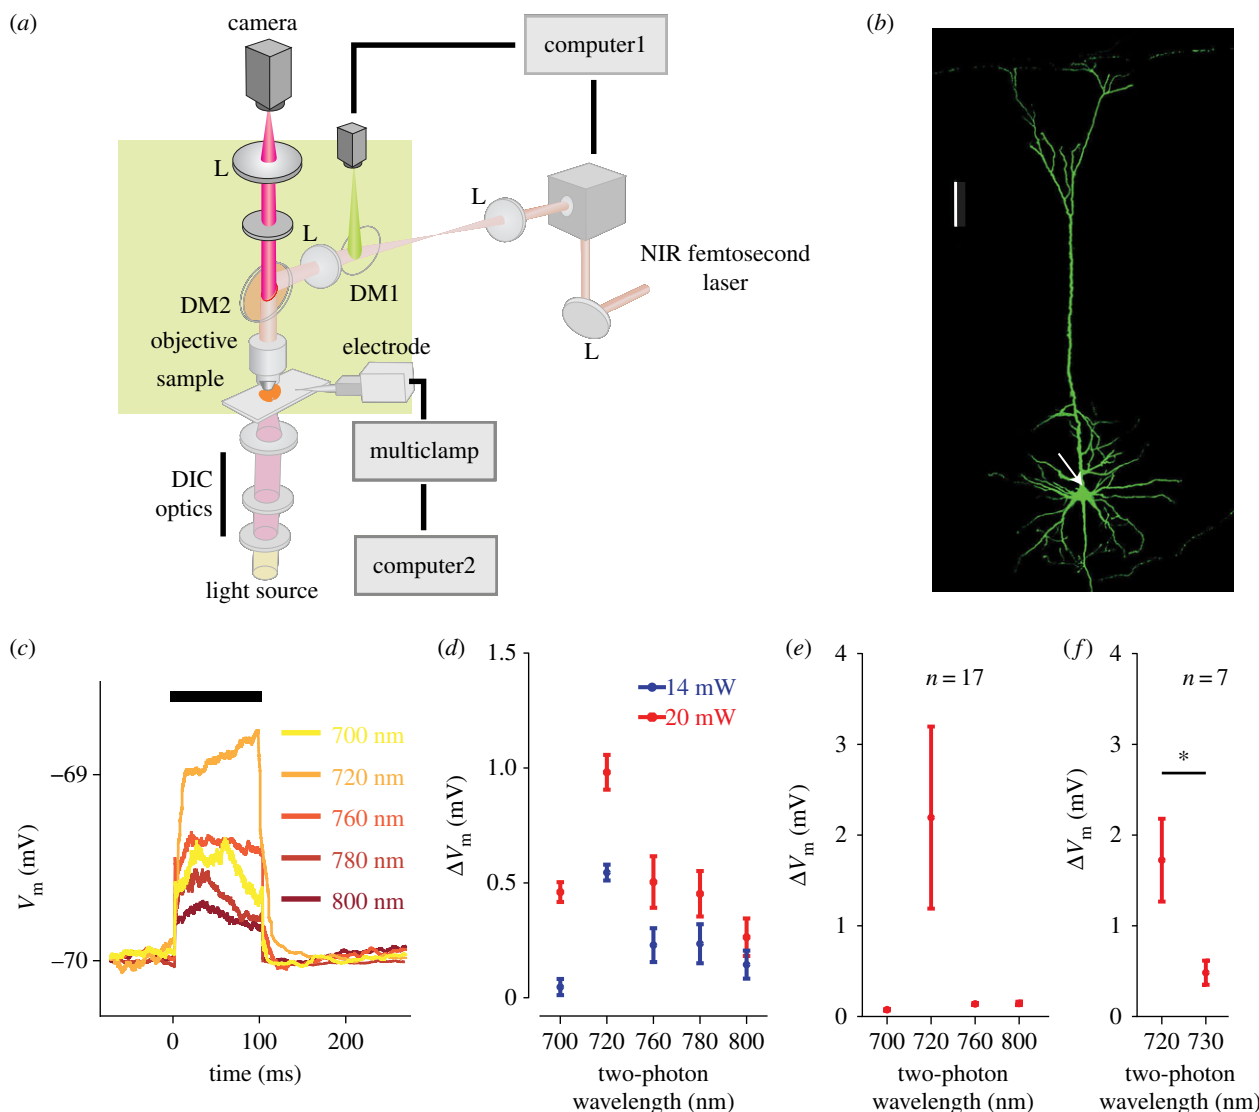 (a)
camera
computer1
L
L
L
NIR femtosecond
laser
DM2
DM1
L
objective
electrode
sample
multiclamp
DIC
optics
computer2
light source
(b)
(c)
700 nm
720 nm
760 nm
780 nm
800 nm
−69
−70
Vm (mV)
0 100 200
time (ms)
(d)
14 mW
20 mW
1.5
1.0
0.5
0
ΔVm (mV)
700 720 760 780 800
two-photon
wavelength (nm)
(e)
n = 17
4
3
2
1
0
ΔVm (mV)
700 720 760 800
two-photon
wavelength (nm)
(f)
n = 7
*
4
3
2
1
0
ΔVm (mV)
720 730
two-photon
wavelength (nm)